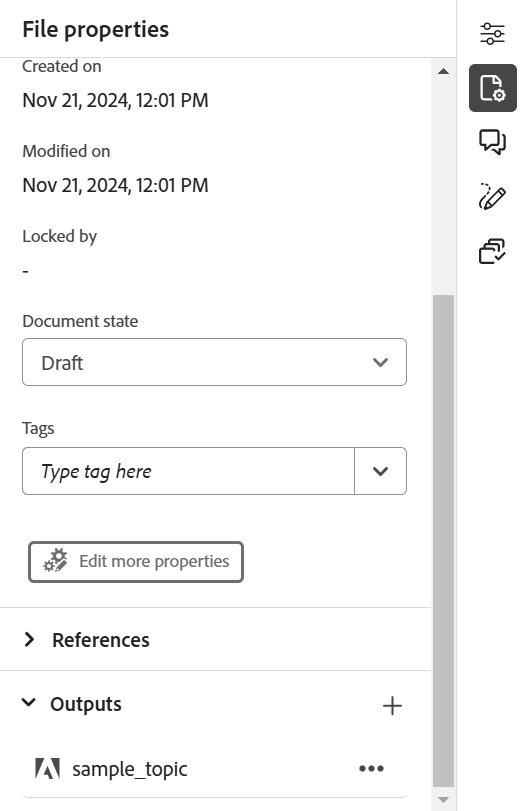 File properties
Created on
Nov 21, 2024, 12:01 PM
Modified on
Nov 21, 2024, 12:01 PM
Locked by
-
Document state
Draft
Tags
Type tag here
Edit more properties
References
Outputs
sample_topic